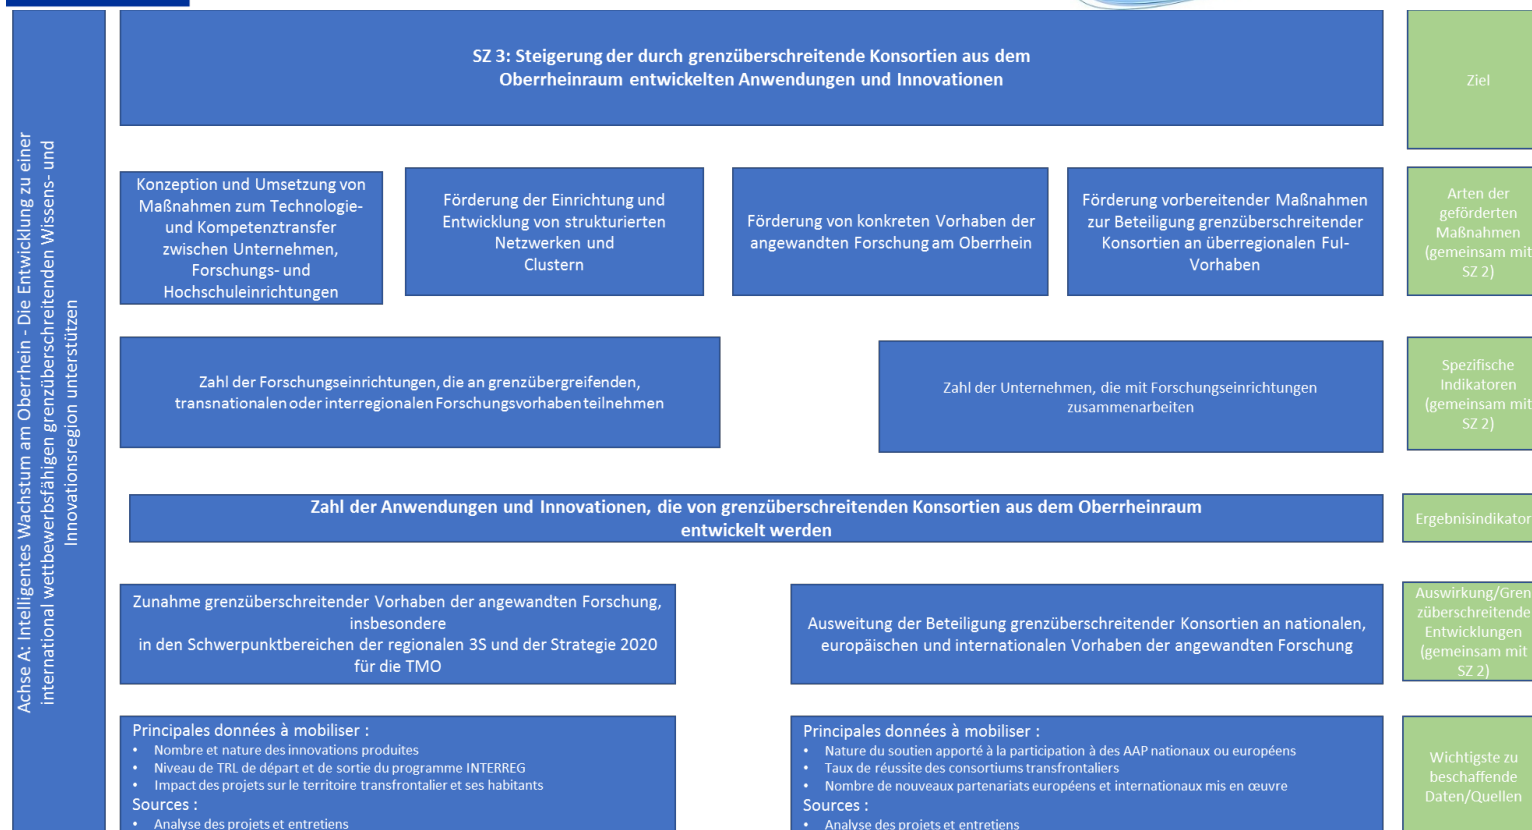 Achse A: Intelligentes Wachstum am Oberrhein - Die Entwicklung zu einer
international wettbewerbsfähigen grenzüberschreitenden Wissens- und
Innovationsregion unterstützen
SZ 3: Steigerung der durch grenzüberschreitende Konsortien aus dem
Oberrheinraum entwickelten Anwendungen und Innovationen
Ziel
Konzeption und Umsetzung von
Maßnahmen zum Technologie-
und Kompetenztransfer
zwischen Unternehmen,
Forschungs- und
Hochschuleinrichtungen
Förderung der Einrichtung und
Entwicklung von strukturierten
Netzwerken und
Clustern
Förderung von konkreten Vorhaben der
angewandten Forschung am Oberrhein
Förderung vorbereitender Maßnahmen
zur Beteiligung grenzüberschreitender
Konsortien an überregionalen FuI-
Vorhaben
Arten der
geförderten
Maßnahmen
(gemeinsam mit
SZ 2)
Zahl der Forschungseinrichtungen, die an grenzübergreifenden,
transnationalen oder interregionalen Forschungsvorhaben teilnehmen
Zahl der Unternehmen, die mit Forschungseinrichtungen
zusammenarbeiten
Spezifische
Indikatoren
(gemeinsam mit
SZ 2)
Zahl der Anwendungen und Innovationen, die von grenzüberschreitenden Konsortien aus dem Oberrheinraum
entwickelt werden
Ergebnisindikator
Zunahme grenzüberschreitender Vorhaben der angewandten Forschung,
insbesondere
in den Schwerpunktbereichen der regionalen 3S und der Strategie 2020
für die TMO
Ausweitung der Beteiligung grenzüberschreitender Konsortien an nationalen,
europäischen und internationalen Vorhaben der angewandten Forschung
Auswirkung/Gren
züberschreitende
Entwicklungen
(gemeinsam mit
SZ 2)
Principales données à mobiliser :
• Nombre et nature des innovations produites
• Niveau de TRL de départ et de sortie du programme INTERREG
• Impact des projets sur le territoire transfrontalier et ses habitants
Sources :
• Analyse des projets et entretiens
Principales données à mobiliser :
• Nature du soutien apporté à la participation à des AAP nationaux ou européens
• Taux de réussite des consortiums transfrontaliers
• Nombre de nouveaux partenariats européens et internationaux mis en œuvre
Sources :
• Analyse des projets et entretiens
Wichtigste zu
beschaffende
Daten/Quellen